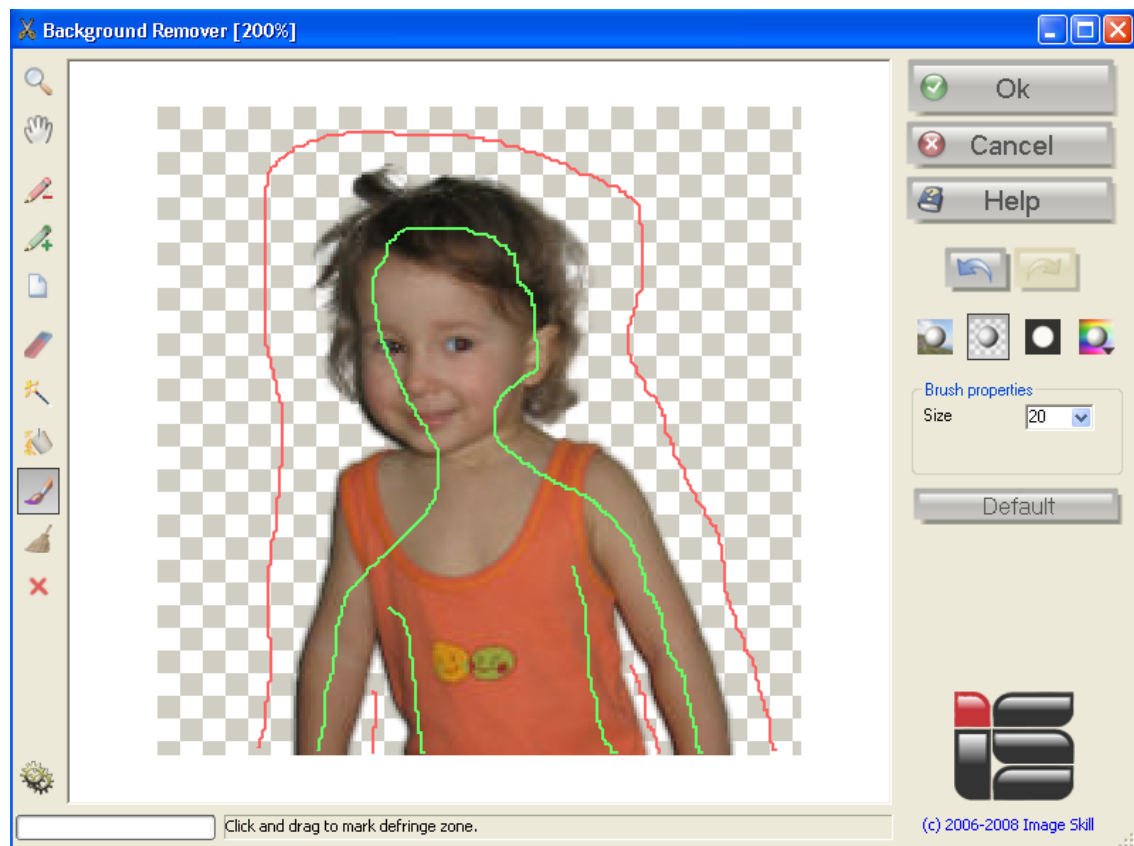 Background Remover [200%]
Ok
Cancel
Help
Brush properties
Size
20
Default
Click and drag to mark defringe zone.
(c) 2006-2008 Image Skill